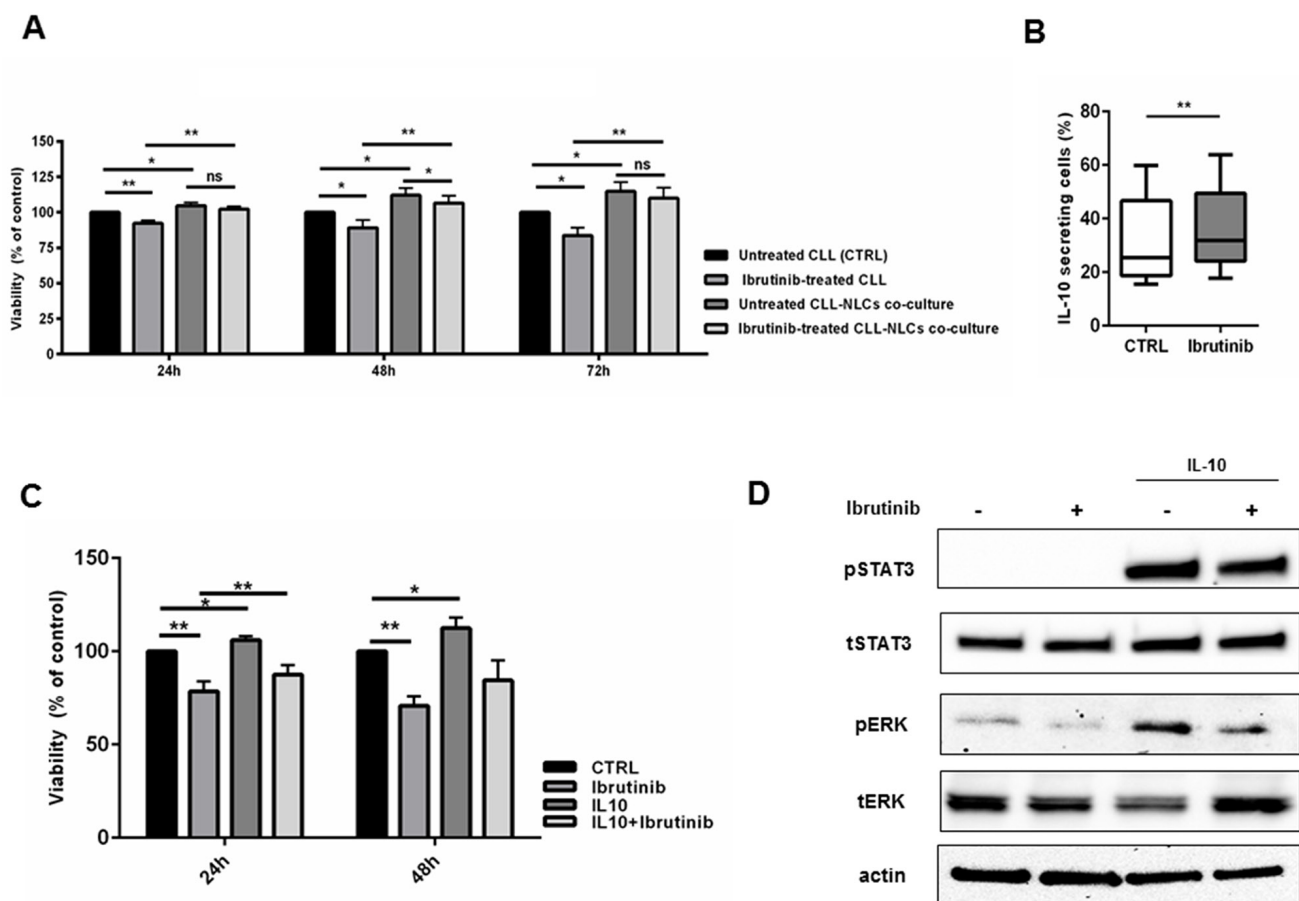 A
Viability (% of control)
150
125
100
75
50
25
0
** ** **
* * *
ns * ns
** * *
24h 48h 72h
Untreated CLL (CTRL)
Ibrutinib-treated CLL
Untreated CLL-NLCs co-culture
Ibrutinib-treated CLL-NLCs co-culture
B
IL-10 secreting cells (%)
80
60
40
20
0
**
CTRL Ibrutinib
C
Viability (% of control)
150
100
50
0
**
* *
** **
24h 48h
CTRL
Ibrutinib
IL10
IL10+Ibrutinib
D
IL-10
Ibrutinib - + - +
pSTAT3
tSTAT3
pERK
tERK
actin